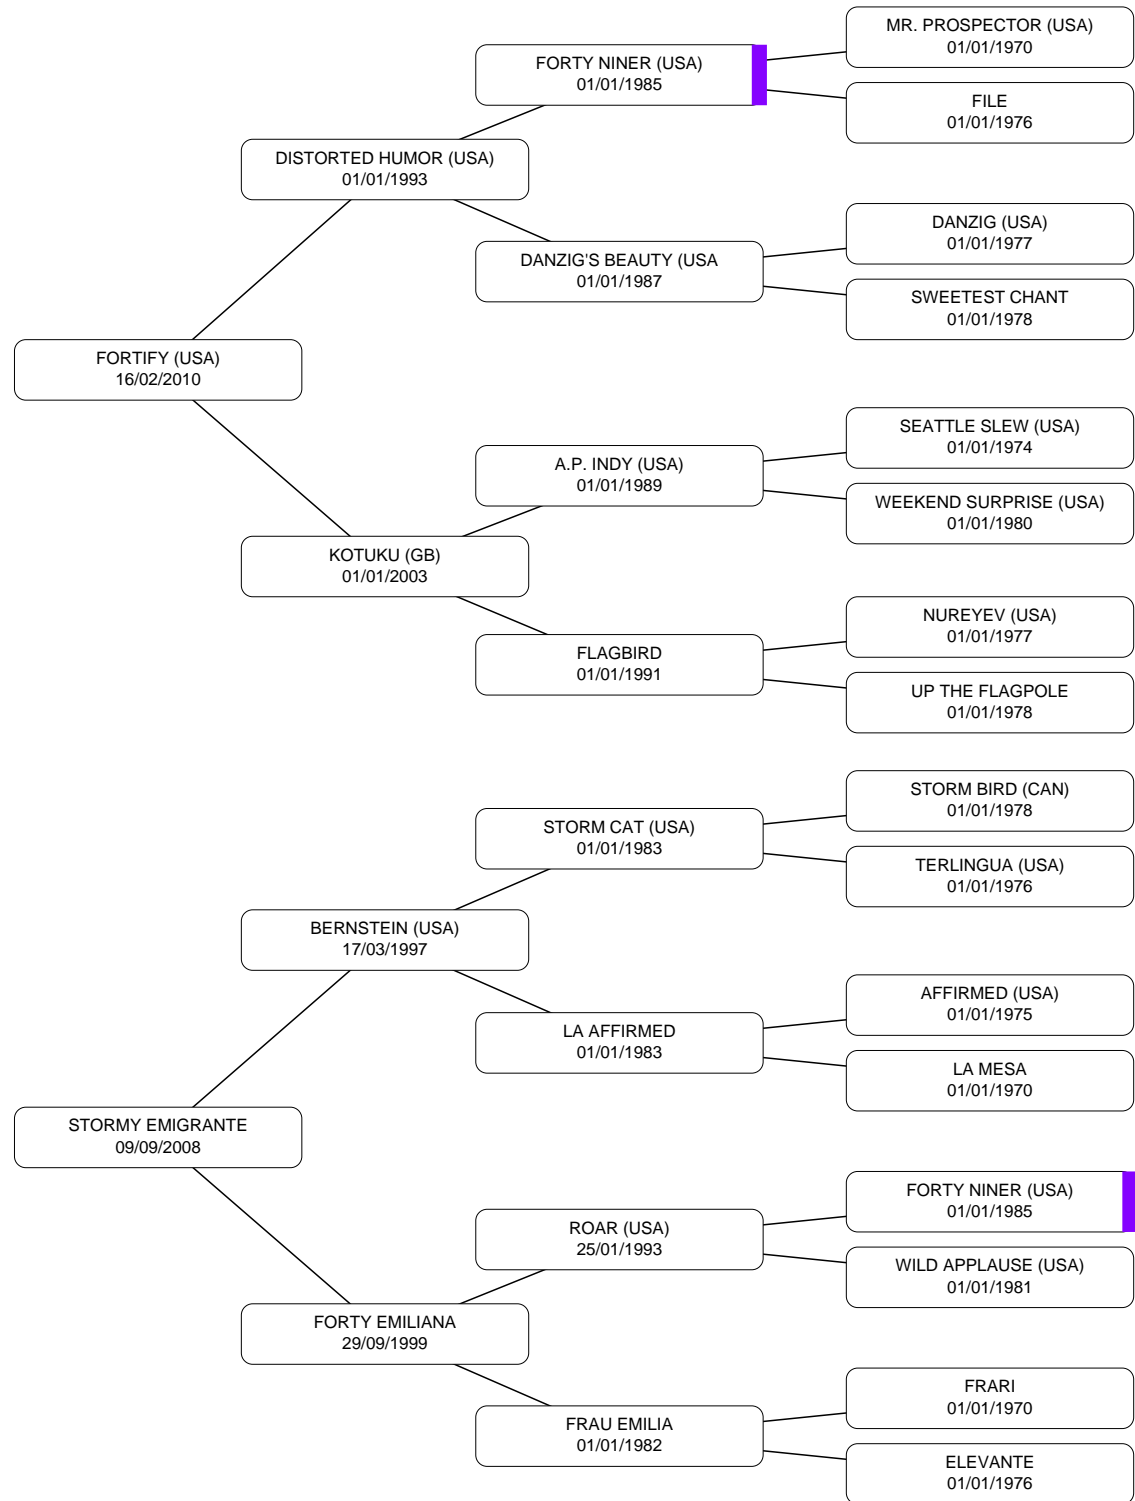 MR. PROSPECTOR (USA)
01/01/1970
FORTY NINER (USA)
01/01/1985
FILE
01/01/1976
DISTORTED HUMOR (USA)
01/01/1993
DANZIG (USA)
01/01/1977
DANZIG'S BEAUTY (USA
01/01/1987
SWEETEST CHANT
01/01/1978
FORTIFY (USA)
16/02/2010
SEATTLE SLEW (USA)
01/01/1974
A.P. INDY (USA)
01/01/1989
WEEKEND SURPRISE (USA)
01/01/1980
KOTUKU (GB)
01/01/2003
NUREYEV (USA)
01/01/1977
FLAGBIRD
01/01/1991
UP THE FLAGPOLE
01/01/1978
STORM BIRD (CAN)
01/01/1978
STORM CAT (USA)
01/01/1983
TERLINGUA (USA)
01/01/1976
BERNSTEIN (USA)
17/03/1997
AFFIRMED (USA)
01/01/1975
LA AFFIRMED
01/01/1983
LA MESA
01/01/1970
STORMY EMIGRANTE
09/09/2008
FORTY NINER (USA)
01/01/1985
ROAR (USA)
25/01/1993
WILD APPLAUSE (USA)
01/01/1981
FORTY EMILIANA
29/09/1999
FRARI
01/01/1970
FRAU EMILIA
01/01/1982
ELEVANTE
01/01/1976